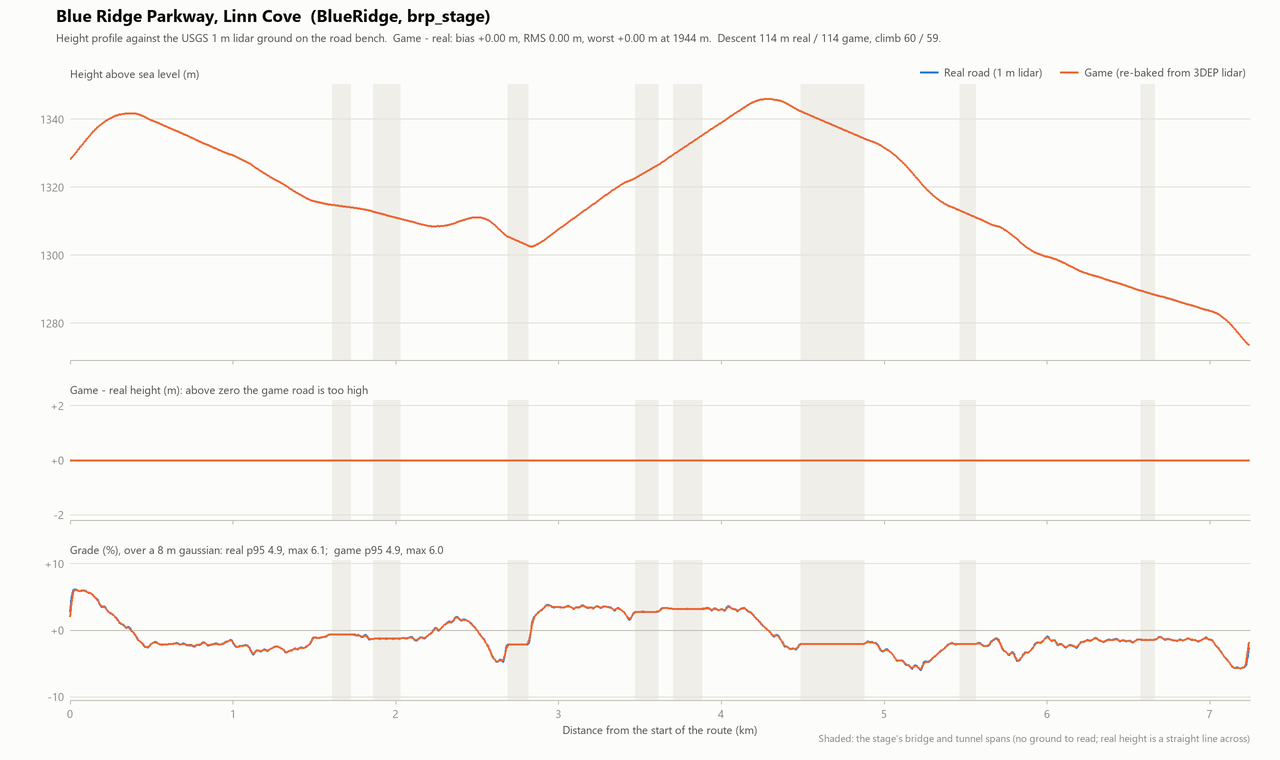 Blue Ridge Parkway, Linn Cove (BlueRidge, brp_stage)
Height profile against the USGS 1 m lidar ground on the road bench. Game - real: bias +0.00 m, RMS 0.00 m, worst +0.00 m at 1944 m. Descent 114 m real / 114 game, climb 60 / 59.
Height above sea level (m)
Real road (1 m lidar)
Game (re-baked from 3DEP lidar)
1340
1320
1300
1280
Game - real height (m): above zero the game road is too high
+2
+0
-2
Grade (%), over a 8 m gaussian: real p95 4.9, max 6.1; game p95 4.9, max 6.0
+10
+0
-10
0 1 2 3 4 5 6 7
Distance from the start of the route (km)
Shaded: the stage's bridge and tunnel spans (no ground to read; real height is a straight line across)